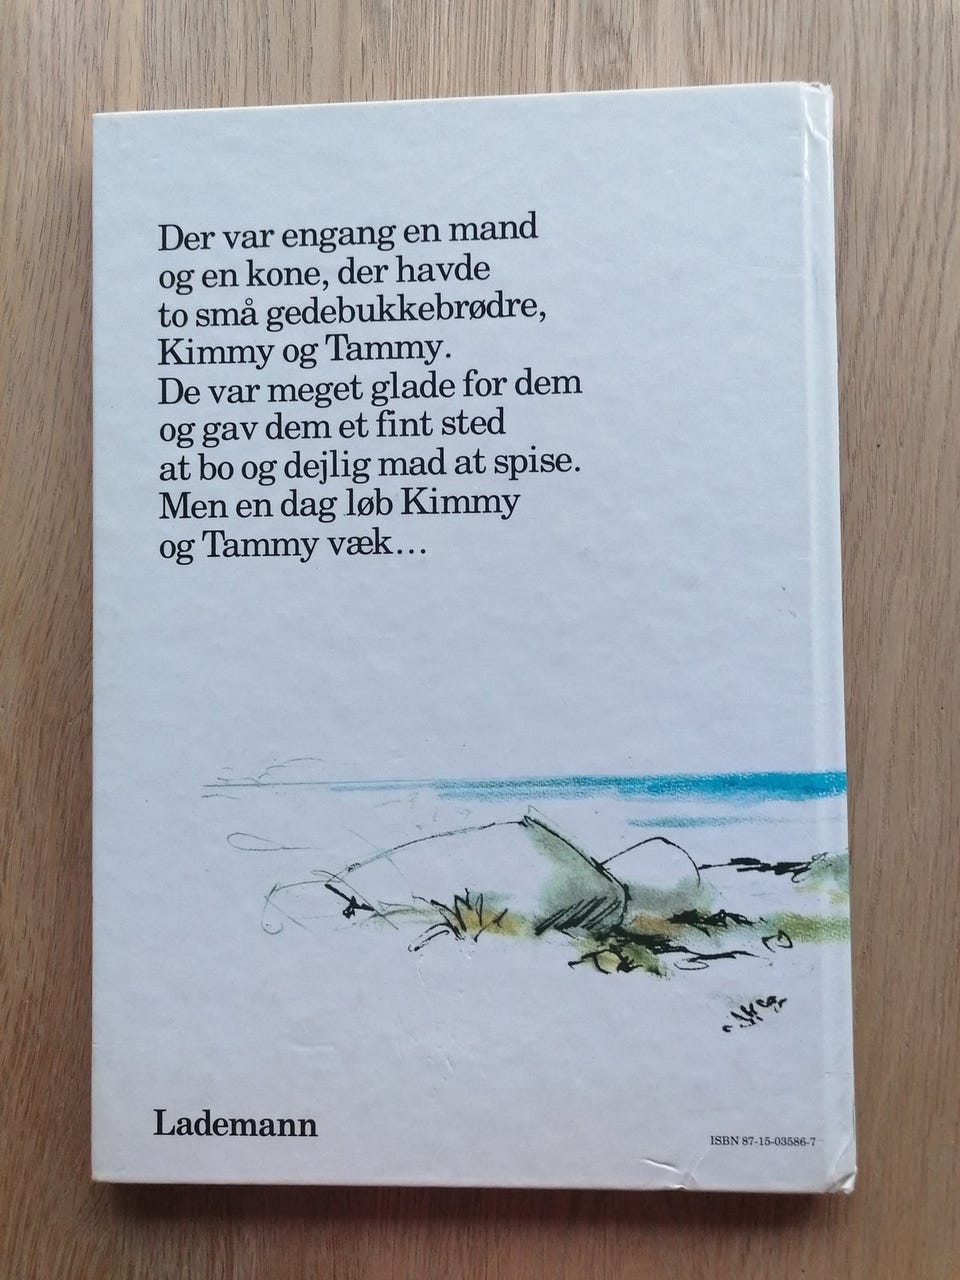 Der var engang en mand
og en kone, der havde
to små gedebukkebrødre,
Kimmy og Tammy.
De var meget glade for dem
og gav dem et fint sted
at bo og dejlig mad at spise.
Men en dag løb Kimmy
og Tammy væk...
Lademann
ISBN 87-15-03586-7